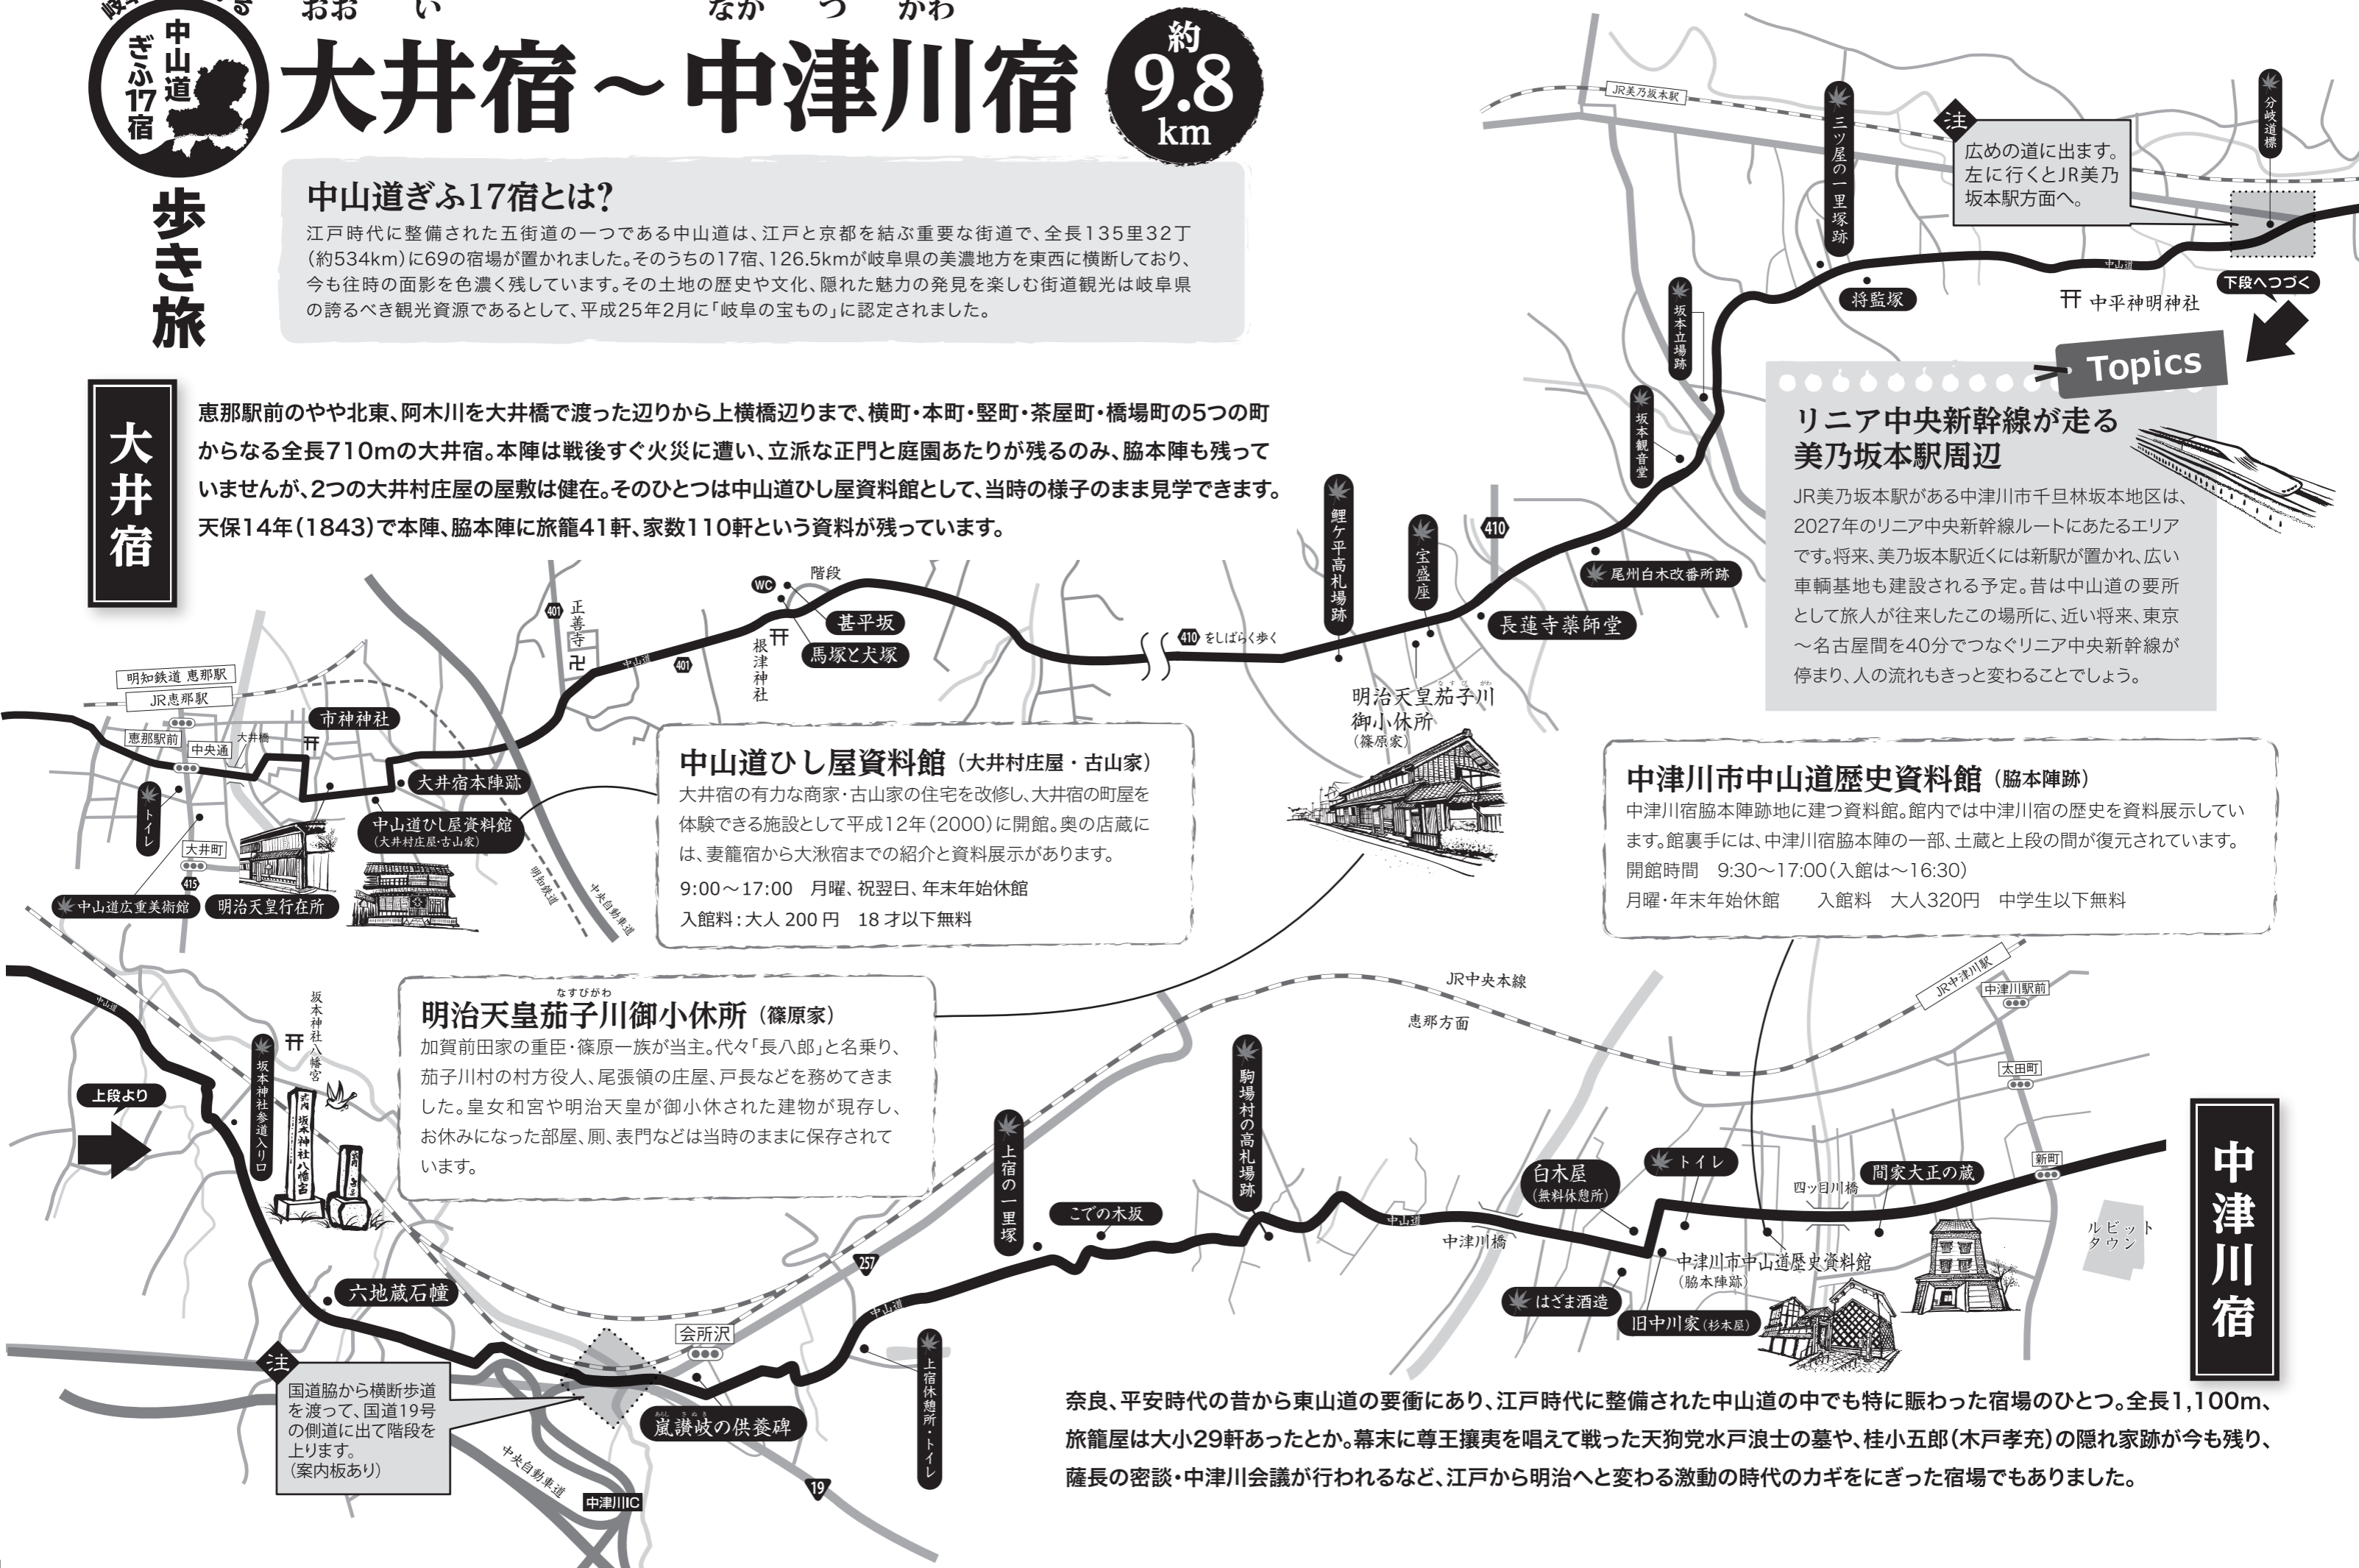 おお い なか つ かわ
大井宿～中津川宿
約
9.8
km
中山道
ぎふ17宿
歩き旅
中山道ぎふ17宿とは?
江戸時代に整備された五街道の一つである中山道は、江戸と京都を結ぶ重要な街道で、全長135里32丁
（約534km）に69の宿場が置かれました。そのうちの17宿、126.5kmが岐阜県の美濃地方を東西に横断しており、
今も往時の面影を色濃く残しています。その土地の歴史や文化、隠れた魅力の発見を楽しむ街道観光は岐阜県
の誇るべき観光資源であるとして、平成25年2月に「岐阜の宝もの」に認定されました。
大井宿
恵那駅前のやや北東、阿木川を大井橋で渡った辺りから上横橋辺りまで、横町・本町・竪町・茶屋町・橋場町の5つの町
からなる全長710mの大井宿。本陣は戦後すぐ火災に遭い、立派な正門と庭園あたりが残るのみ、脇本陣も残って
いませんが、2つの大井村庄屋の屋敷は健在。そのひとつは中山道ひし屋資料館として、当時の様子のまま見学できます。
天保14年（1843）で本陣、脇本陣に旅籠41軒、家数110軒という資料が残っています。
JR美乃坂本駅
三ツ屋の一里塚跡
注
広めの道に出ます。
左に行くとJR美乃
坂本駅方面へ。
分岐道標
中山道
将監塚
中平神明神社
下段へつづく
坂本立場跡
坂本観音堂
Topics
リニア中央新幹線が走る
美乃坂本駅周辺
JR美乃坂本駅がある中津川市千旦林坂本地区は、
2027年のリニア中央新幹線ルートにあたるエリア
です。将来、美乃坂本駅近くには新駅が置かれ、広い
車輌基地も建設される予定。昔は中山道の要所
として旅人が往来したこの場所に、近い将来、東京
～名古屋間を40分でつなぐリニア中央新幹線が
停まり、人の流れもきっと変わることでしょう。
鯉ケ平高札場跡
宝盛座
410
尾州白木改番所跡
長蓮寺薬師堂
410 をしばらく歩く
明治天皇茄子川
なすび がわ
御小休所
（篠原家）
WC
階段
甚平坂
馬塚と犬塚
根津神社
401
正善寺
中山道
401
明知鉄道 恵那駅
JR恵那駅
恵那駅前
中央通
大井橋
市神神社
大井宿本陣跡
中山道ひし屋資料館
（大井村庄屋・古山家）
トイレ
大井町
415
中山道広重美術館
明治天皇行在所
明知鉄道
中央自動車道
中山道ひし屋資料館（大井村庄屋・古山家）
大井宿の有力な商家・古山家の住宅を改修し、大井宿の町屋を
体験できる施設として平成12年（2000）に開館。奥の店蔵に
は、妻籠宿から大湫宿までの紹介と資料展示があります。
9:00～17:00　月曜、祝翌日、年末年始休館
入館料：大人 200 円　18 才以下無料
中津川市中山道歴史資料館（脇本陣跡）
中津川宿脇本陣跡地に建つ資料館。館内では中津川宿の歴史を資料展示してい
ます。館裏手には、中津川宿脇本陣の一部、土蔵と上段の間が復元されています。
開館時間　9:30～17:00（入館は～16:30）
月曜・年末年始休館　　入館料　大人320円　中学生以下無料
なすびがわ
明治天皇茄子川御小休所（篠原家）
加賀前田家の重臣・篠原一族が当主。代々「長八郎」と名乗り、
茄子川村の村方役人、尾張領の庄屋、戸長などを務めてきま
した。皇女和宮や明治天皇が御小休された建物が現存し、
お休みになった部屋、厠、表門などは当時のままに保存されて
います。
中山道
上段より
坂本神社八幡宮
坂本神社参道入り口
坂本神社八幡宮
六地蔵石幢
注
国道脇から横断歩道
を渡って、国道19号
の側道に出て階段を
上ります。
（案内板あり）
中央自動車道
中津川IC
会所沢
あらし さぬき
嵐讃岐の供養碑
257
19
中山道
上宿休憩所・トイレ
上宿の一里塚
こでの木坂
駒場村の高札場跡
JR中央本線
恵那方面
中山道
中津川橋
白木屋
（無料休憩所）
トイレ
はざま酒造
旧中川家（杉本屋）
中津川市中山道歴史資料館
（脇本陣跡）
四ッ目川橋
間家大正の蔵
JR中津川駅
中津川駅前
太田町
新町
ルビット
タウン
中津川宿
奈良、平安時代の昔から東山道の要衝にあり、江戸時代に整備された中山道の中でも特に賑わった宿場のひとつ。全長1,100m、
旅籠屋は大小29軒あったとか。幕末に尊王攘夷を唱えて戦った天狗党水戸浪士の墓や、桂小五郎（木戸孝充）の隠れ家跡が今も残り、
薩長の密談・中津川会議が行われるなど、江戸から明治へと変わる激動の時代のカギをにぎった宿場でもありました。